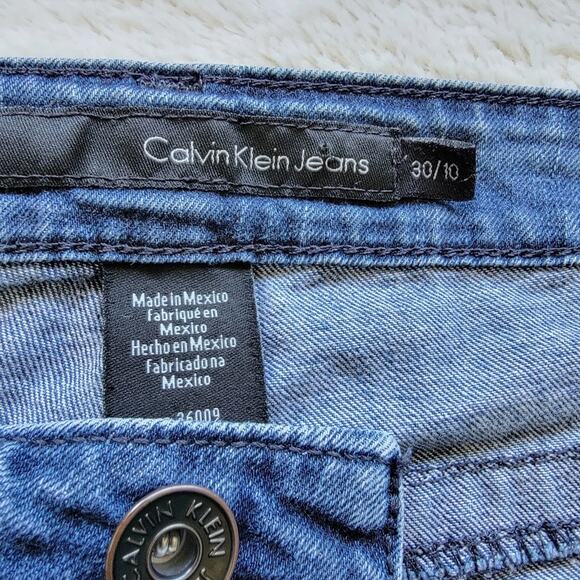 Calvin Klein Jeans 30/10
Made in Mexico
Fabriqué en
Mexico
Hecho en Mexico
Fabricado na
Mexico
26009
CALVIN KLEIN J